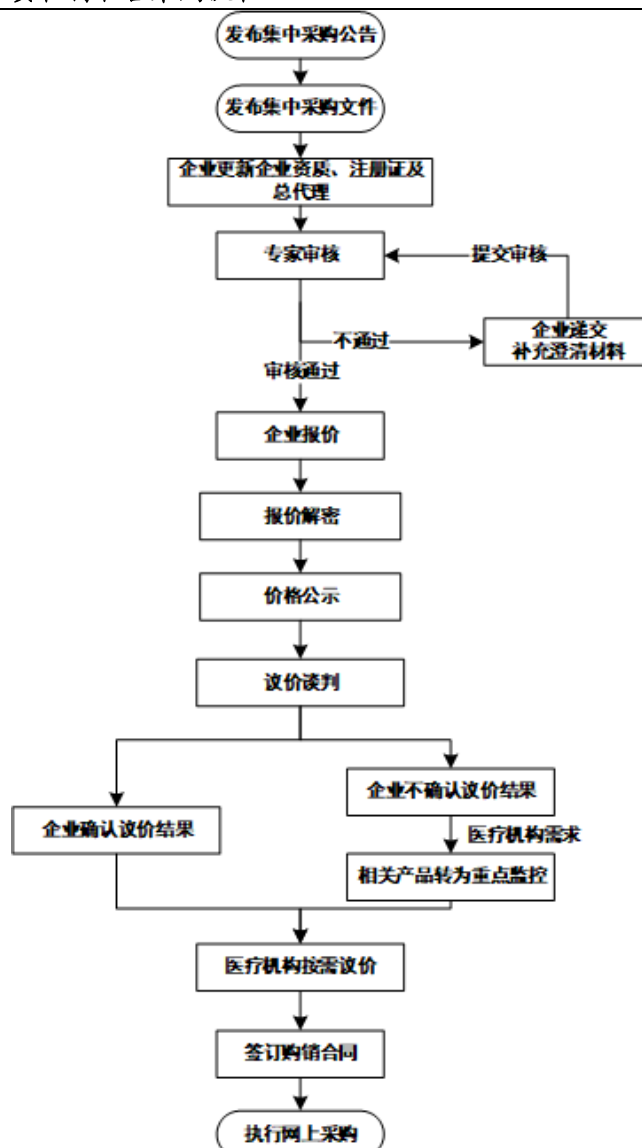 发布集中采购公告
发布集中采购文件
企业更新企业资质、注册证及
总代理
专家审核
提交审核
不通过
企业递交
补充澄清材料
审核通过
企业报价
报价解密
价格公示
议价谈判
企业不确认议价结果
企业确认议价结果
医疗机构需求
相关产品转为重点监控
医疗机构按需议价
签订购销合同
执行网上采购